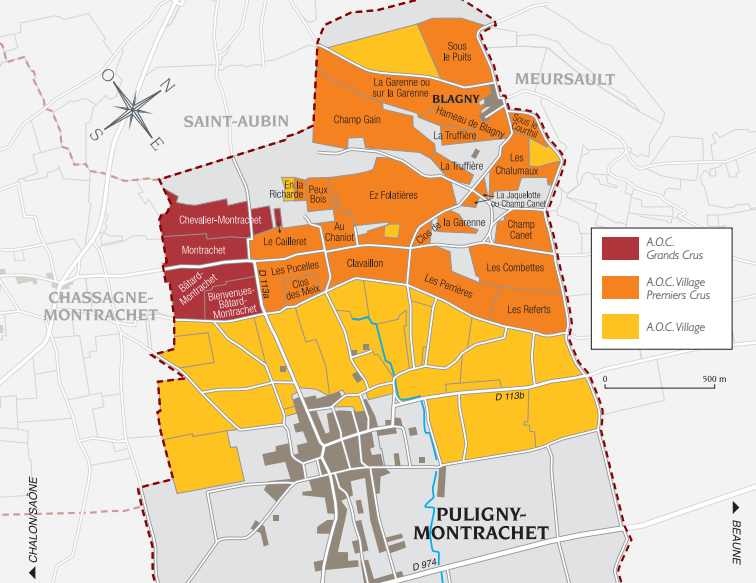 Sous
le Puits
MEURSAULT
La Garenne ou
sur la Garenne
BLAGNY
N
O
E
S
SAINT-AUBIN
Champ Gain
Hameau de Blagny
Sous le
Courthil
La Truffière
La Truffière
Les
Chalumaux
En la
Richarde
Peux
Bois
Ez Folatières
La Jaquelotte
ou Champ Canet
Chevalier-Montrachet
Au
Chaniot
Clos de la Garenne
Champ
Canet
Le Cailleret
Montrachet
A.O.C.
Grands Crus
Les Pucelles
Clavaillon
Les Combettes
Bâtard-
Montrachet
D 113a
Clos
des Meix
Les Perrières
A.O.C. Village
Premiers Crus
CHASSAGNE-
MONTRACHET
Bienvenues-
Bâtard-
Montrachet
Les Referts
A.O.C. Village
0
500 m
D 113b
CHALON/SAÔNE
PULIGNY-
MONTRACHET
BEAUNE
D 974